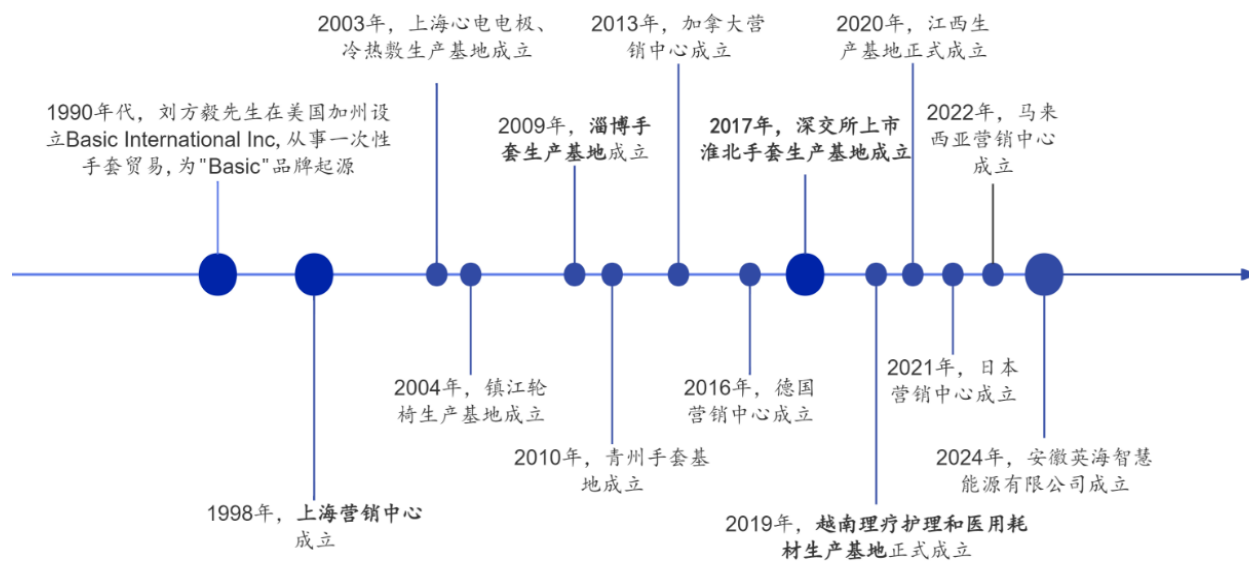 2003年，上海心电电极、
冷热敷生产基地成立
2013年，加拿大营
销中心成立
2020年，江西生
产基地正式成立
1990年代，刘方毅先生在美国加州设
立Basic International Inc, 从事一次性
手套贸易, 为"Basic"品牌起源
2009年，淄博手
套生产基地成立
2017年，深交所上市
淮北手套生产基地成立
2022年，马来
西亚营销中心
成立
2004年，镇江轮
椅生产基地成立
2016年，德国
营销中心成立
2021年，日本
营销中心成立
2010年，青州手套基
地成立
2024年，安徽英海智慧
能源有限公司成立
1998年，上海营销中心
成立
2019年，越南理疗护理和医用耗
材生产基地正式成立